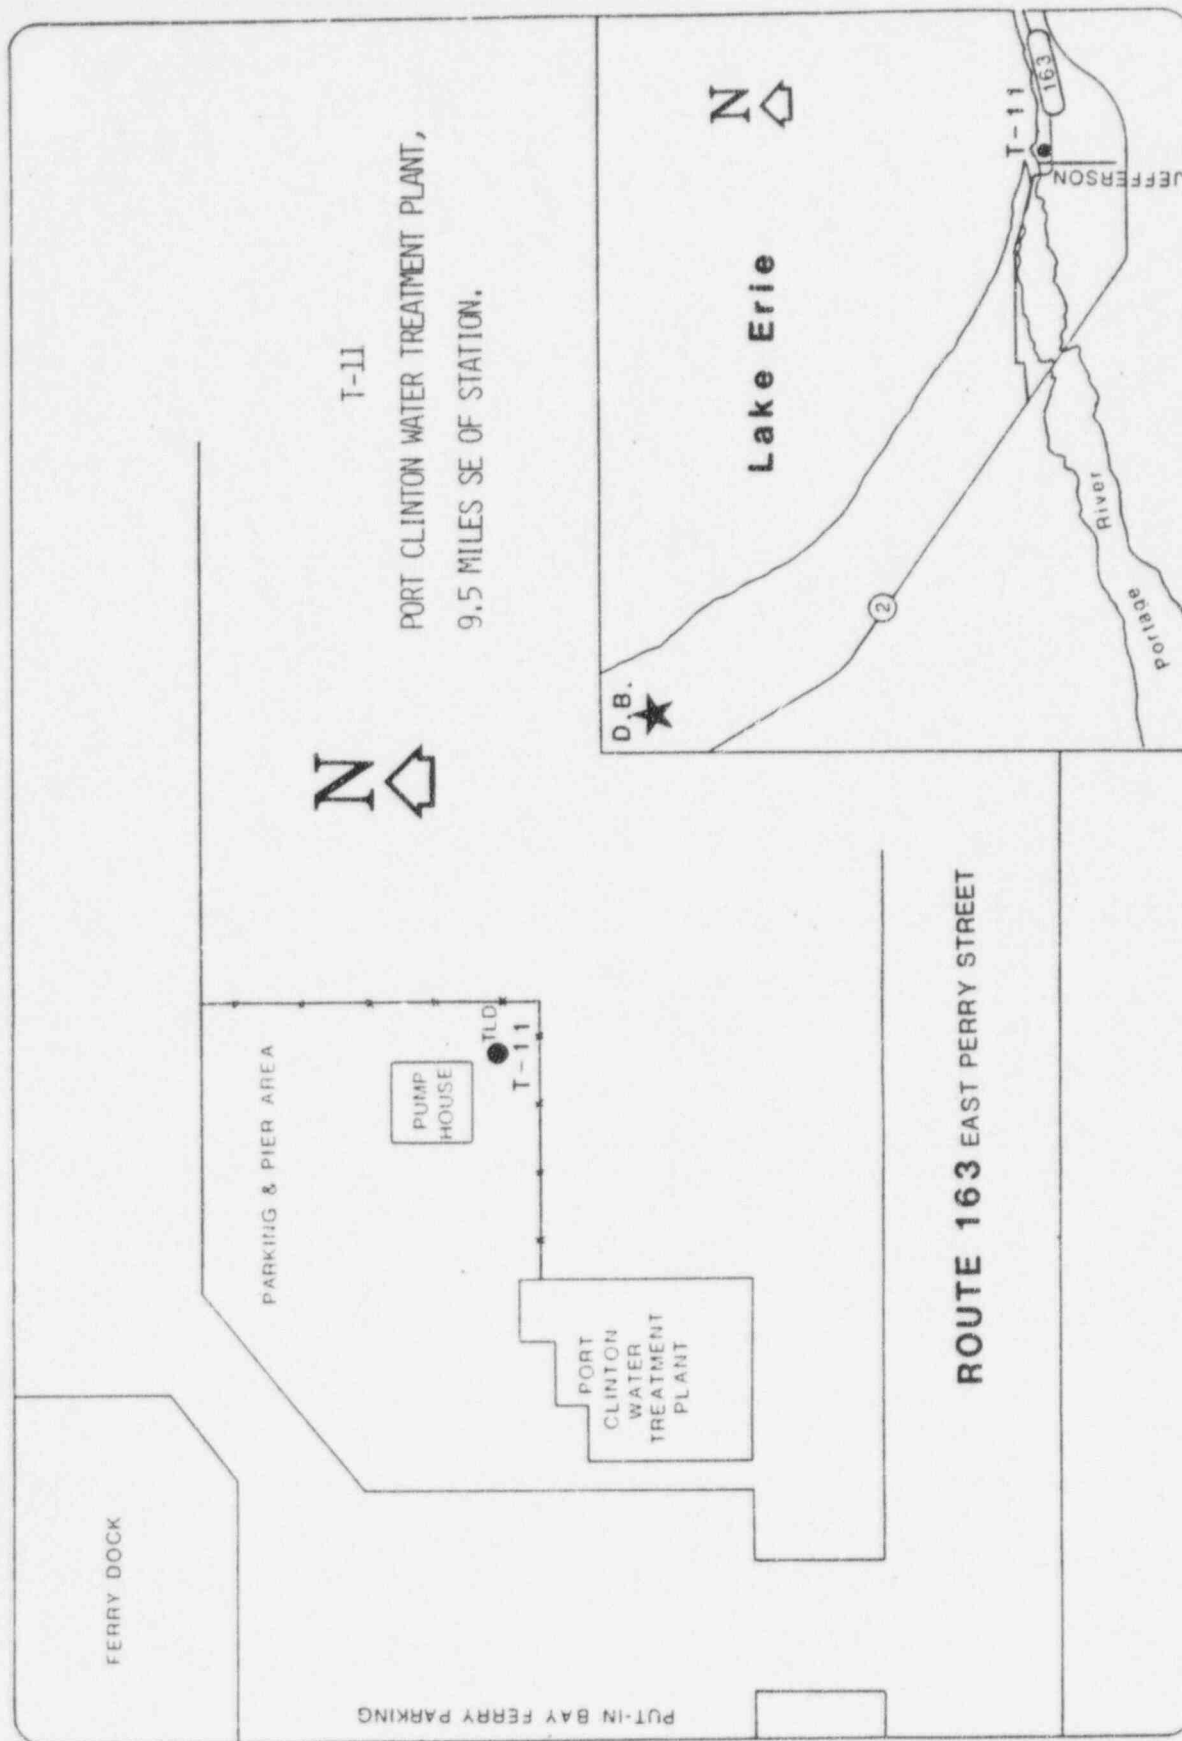 FERRY DOCK
PARKING & PIER AREA
N
T-11
PORT CLINTON WATER TREATMENT PLANT,
9.5 MILES SE OF STATION.
PUMP
HOUSE
TLD
T-11
PORT
CLINTON
WATER
TREATMENT
PLANT
PUT-IN BAY FERRY PARKING
ROUTE 163 EAST PERRY STREET
D.B.
N
Lake Erie
2
T-11
163
JEFFERSON
Portage
River